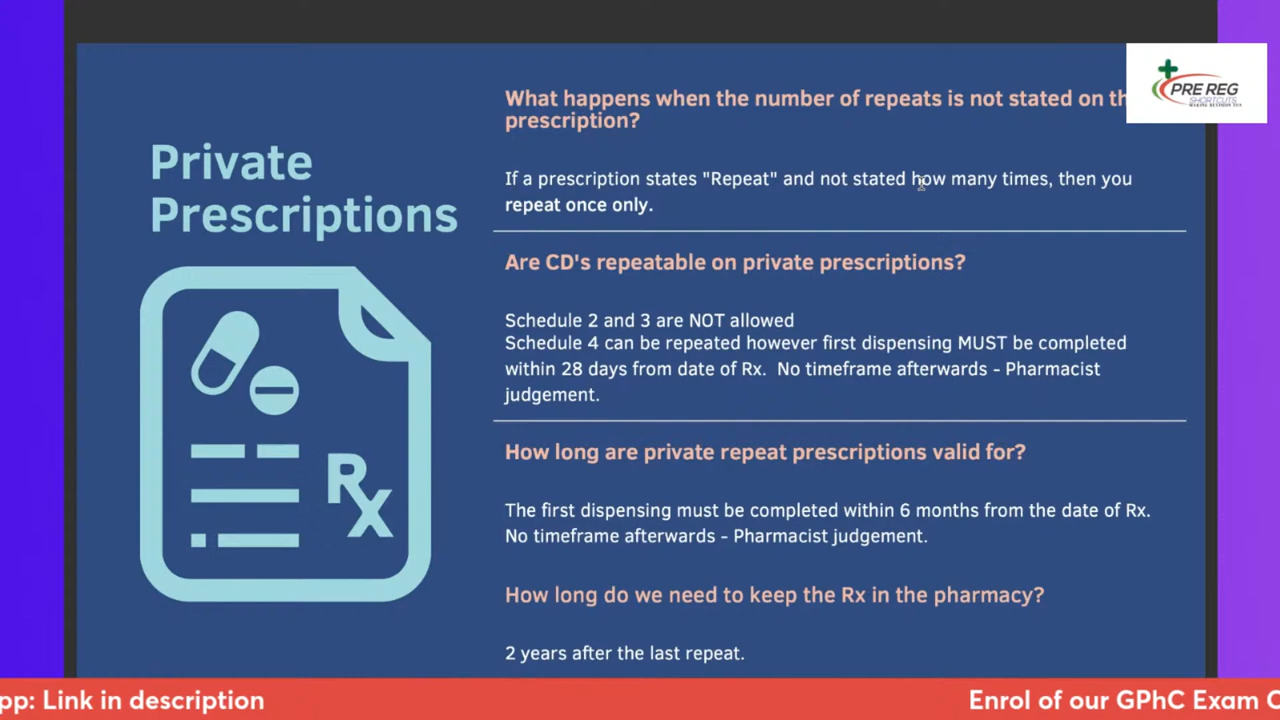 PRE REG
SHORTCUTS
MAKING REVISION FUN
What happens when the number of repeats is not stated on th
prescription?
Private
Prescriptions
If a prescription states "Repeat" and not stated how many times, then you
repeat once only.
Are CD's repeatable on private prescriptions?
Schedule 2 and 3 are NOT allowed
Schedule 4 can be repeated however first dispensing MUST be completed
within 28 days from date of Rx. No timeframe afterwards - Pharmacist
judgement.
Rx
How long are private repeat prescriptions valid for?
The first dispensing must be completed within 6 months from the date of Rx.
No timeframe afterwards - Pharmacist judgement.
How long do we need to keep the Rx in the pharmacy?
2 years after the last repeat.
pp: Link in description
Enrol of our GPhC Exam C